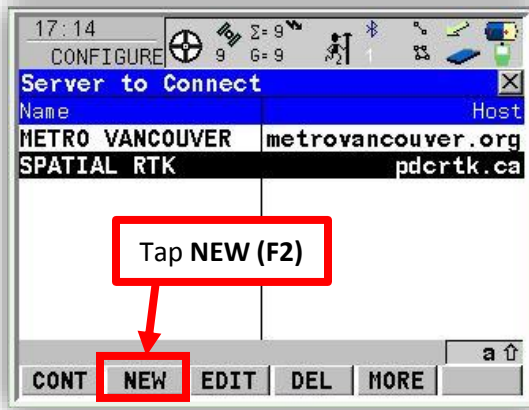 17:14 Σ= 9
CONFIGURE 9 G= 9 1
Server to Connect
Name Host
METRO VANCOUVER metrovancouver.org
SPATIAL RTK pdcrtk.ca
Tap NEW (F2)
a ⇧
CONT NEW EDIT DEL MORE